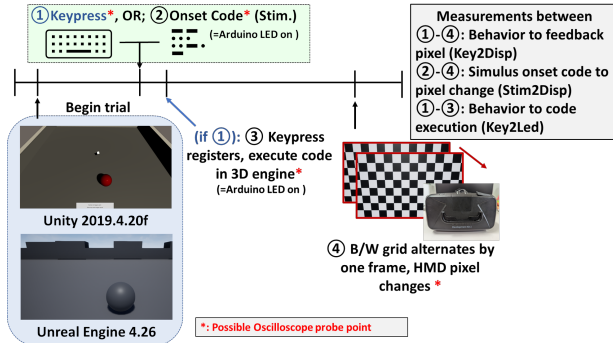 ①Keypress*, OR; ②Onset Code* (Stim.)
(=Arduino LED on )
Measurements between
①-④: Behavior to feedback
pixel (Key2Disp)
②-④: Simulus onset code to
pixel change (Stim2Disp)
①-③: Behavior to code
execution (Key2Led)
Begin trial
(if ①): ③ Keypress
registers, execute code
in 3D engine*
(=Arduino LED on )
Unity 2019.4.20f
④ B/W grid alternates by
one frame, HMD pixel
changes *
Unreal Engine 4.26
*: Possible Oscilloscope probe point